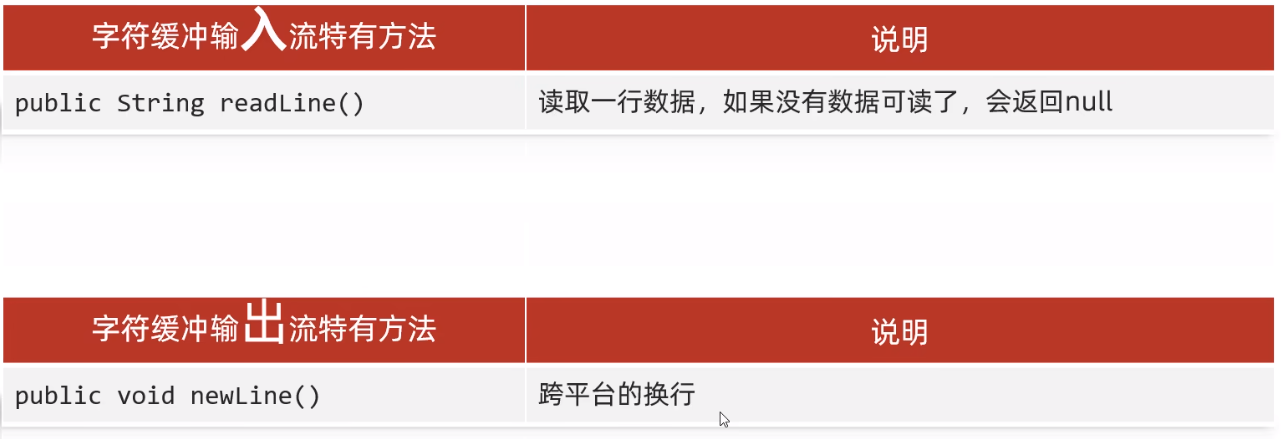 字符缓冲输入流特有方法 说明
public String readLine() 读取一行数据，如果没有数据可读了，会返回null
字符缓冲输出流特有方法 说明
public void newLine() 跨平台的换行